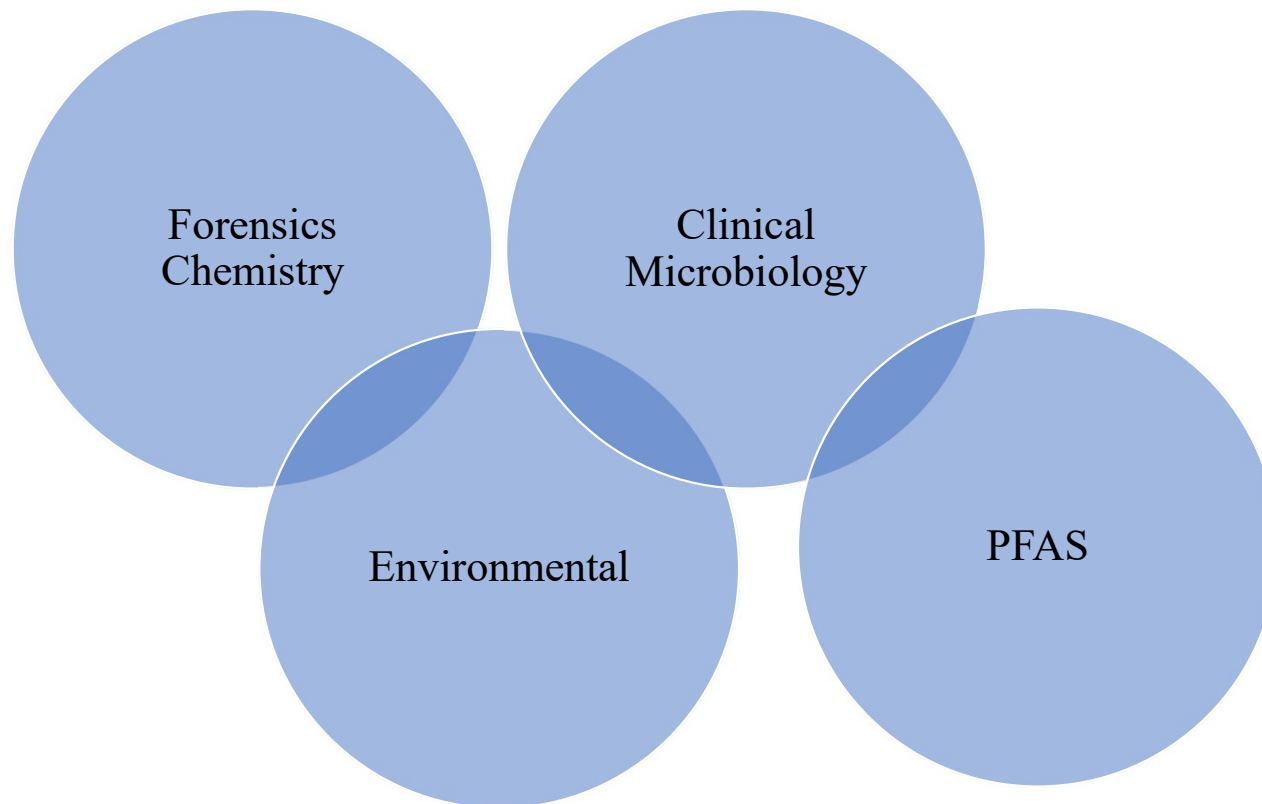 Forensics
Chemistry
Clinical
Microbiology
Environmental
PFAS